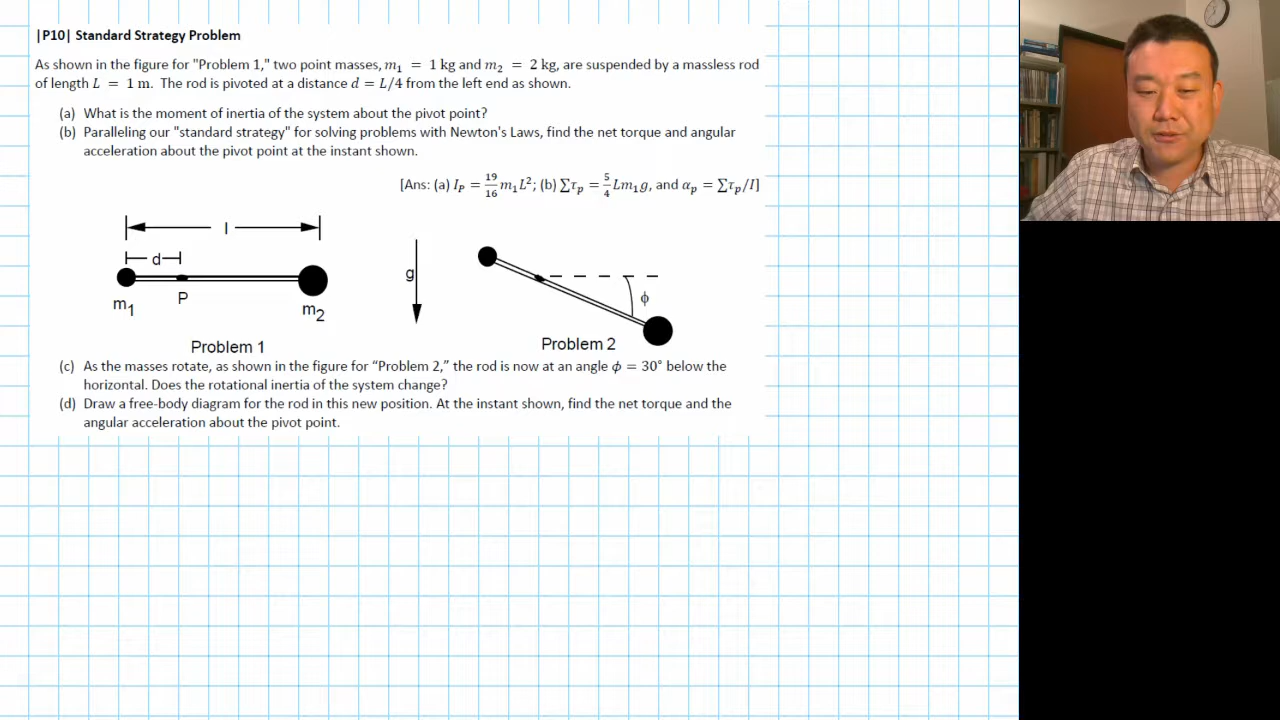 |P10| Standard Strategy Problem
As shown in the figure for "Problem 1," two point masses, m₁ = 1 kg and m₂ = 2 kg, are suspended by a massless rod
of length L = 1 m. The rod is pivoted at a distance d = L/4 from the left end as shown.
(a) What is the moment of inertia of the system about the pivot point?
(b) Paralleling our "standard strategy" for solving problems with Newton's Laws, find the net torque and angular
acceleration about the pivot point at the instant shown.
[Ans: (a) I_P = 19/16 m₁L²; (b) ∑τ_p = 5/4 Lm₁g, and α_p = ∑τ_p/I]
l
d
g
m₁
P
m₂
ϕ
Problem 1
Problem 2
(c) As the masses rotate, as shown in the figure for “Problem 2,” the rod is now at an angle ϕ = 30° below the
horizontal. Does the rotational inertia of the system change?
(d) Draw a free-body diagram for the rod in this new position. At the instant shown, find the net torque and the
angular acceleration about the pivot point.